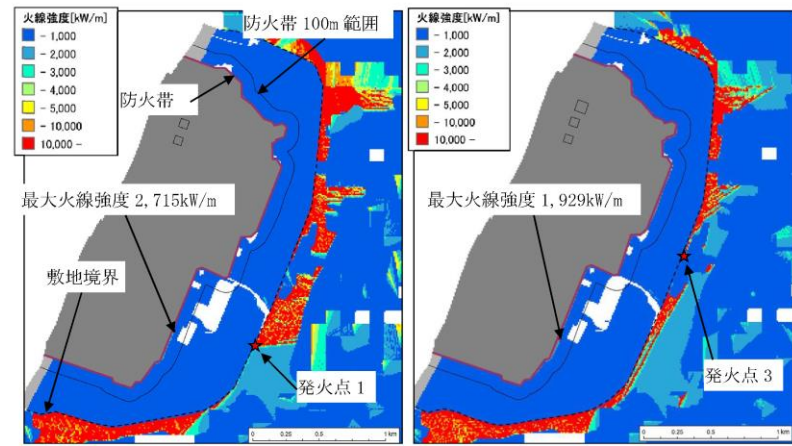 火線強度[kW/m]
- 1,000
- 2,000
- 3,000
- 4,000
- 5,000
- 10,000
10,000 -
防火帯 100m 範囲
防火帯
最大火線強度 2,715kW/m
敷地境界
発火点 1
0 0.25 0.5 1 km
火線強度[kW/m]
- 1,000
- 2,000
- 3,000
- 4,000
- 5,000
- 10,000
10,000 -
最大火線強度 1,929kW/m
発火点 3
0 0.25 0.5 1 km